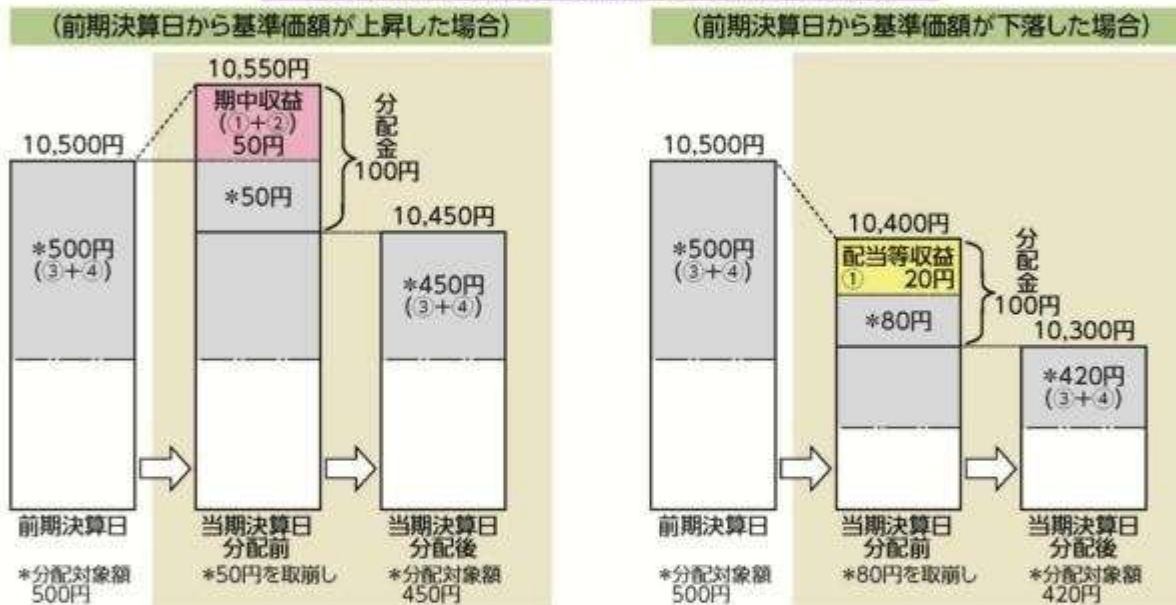 (前期決算日から基準価額が上昇した場合)
10,500円
*500円
(③+④)
前期決算日
*分配対象額
500円
10,550円
期中収益
(①+②)
50円
*50円
分配金
100円
当期決算日
分配前
*50円を取崩し
10,450円
*450円
(③+④)
当期決算日
分配後
*分配対象額
450円
(前期決算日から基準価額が下落した場合)
10,500円
*500円
(③+④)
前期決算日
*分配対象額
500円
10,400円
配当等収益
① 20円
*80円
分配金
100円
当期決算日
分配前
*80円を取崩し
10,300円
*420円
(③+④)
当期決算日
分配後
*分配対象額
420円